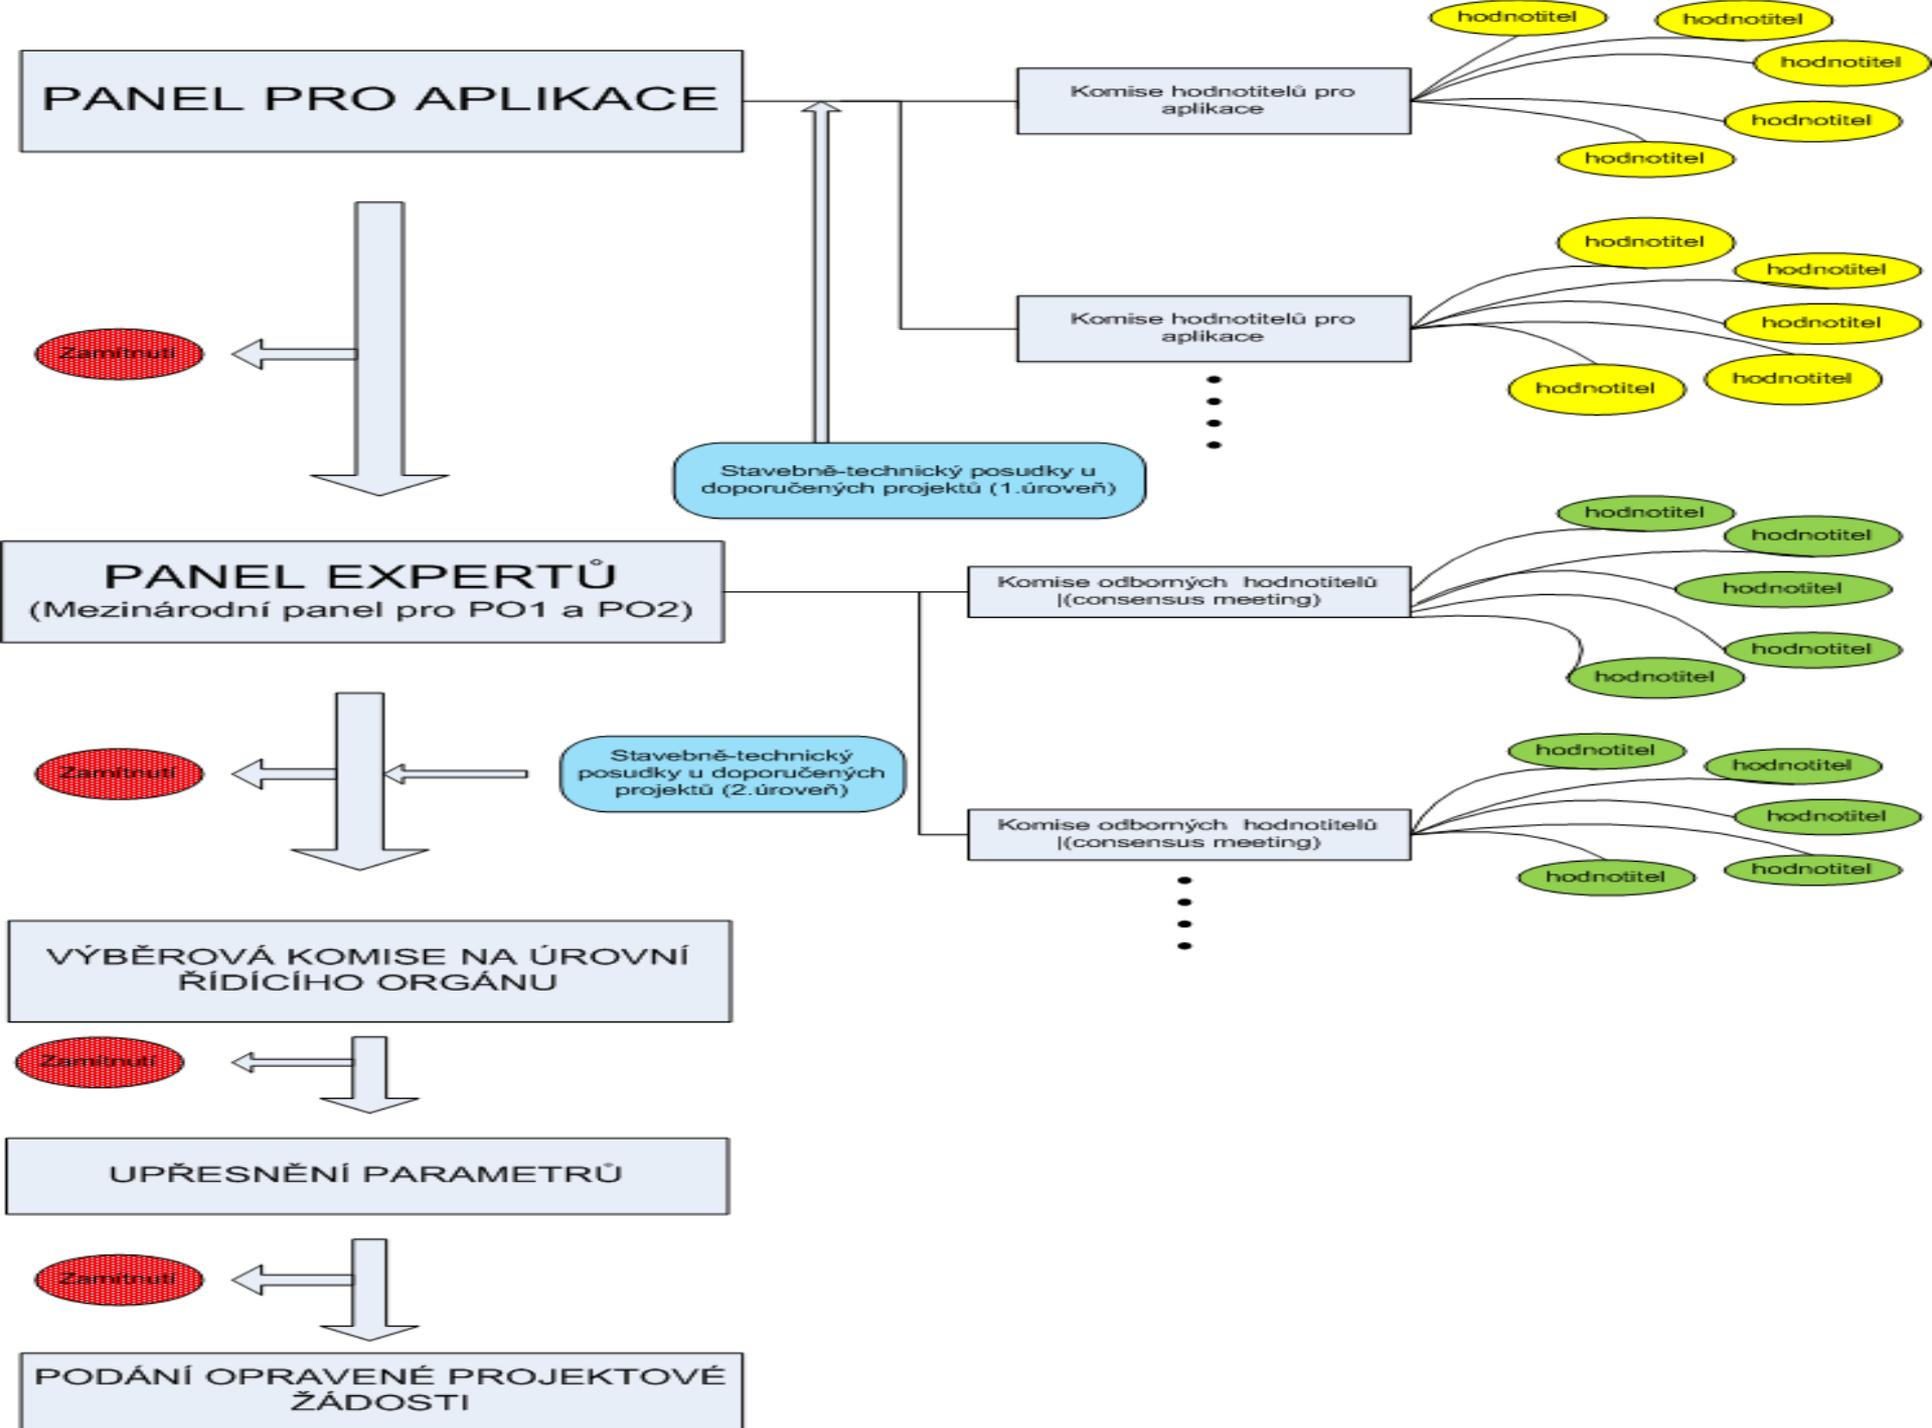 hodnotitel
hodnotitel
PANEL PRO APLIKACE
Komise hodnotitelů pro
aplikace
hodnotitel
hodnotitel
hodnotitel
hodnotitel
hodnotitel
Komise hodnotitelů pro
aplikace
hodnotitel
Zamítnutí
hodnotitel
hodnotitel
Stavebně-technický posudky u
doporučených projektů (1.úroveň)
hodnotitel
hodnotitel
PANEL EXPERTŮ
(Mezinárodní panel pro PO1 a PO2)
Komise odborných hodnotitelů
|(consensus meeting)
hodnotitel
hodnotitel
hodnotitel
Zamítnutí
Stavebně-technický
posudky u doporučených
projektů (2.úroveň)
hodnotitel
hodnotitel
Komise odborných hodnotitelů
|(consensus meeting)
hodnotitel
hodnotitel
hodnotitel
VÝBĚROVÁ KOMISE NA ÚROVNÍ
ŘÍDÍCÍHO ORGÁNU
Zamítnutí
UPŘESNĚNÍ PARAMETRŮ
Zamítnutí
PODÁNÍ OPRAVENÉ PROJEKTOVÉ
ŽÁDOSTI